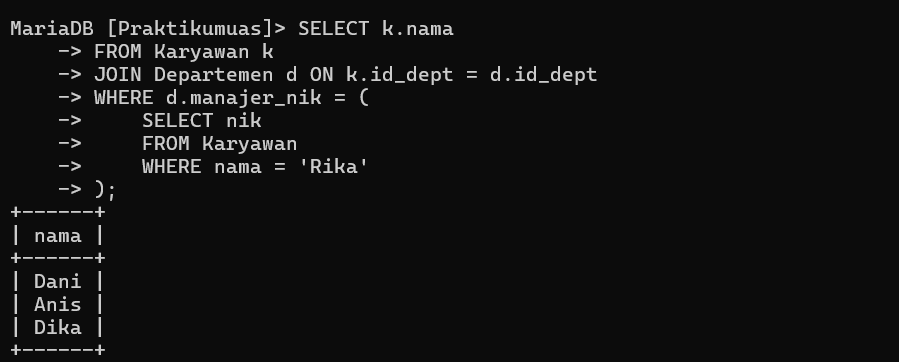 MariaDB [Praktikumuas]> SELECT k.nama
    -> FROM Karyawan k
    -> JOIN Departemen d ON k.id_dept = d.id_dept
    -> WHERE d.manajer_nik = (
    ->     SELECT nik
    ->     FROM Karyawan
    ->     WHERE nama = 'Rika'
    -> );
+------+
| nama |
+------+
| Dani |
| Anis |
| Dika |
+------+